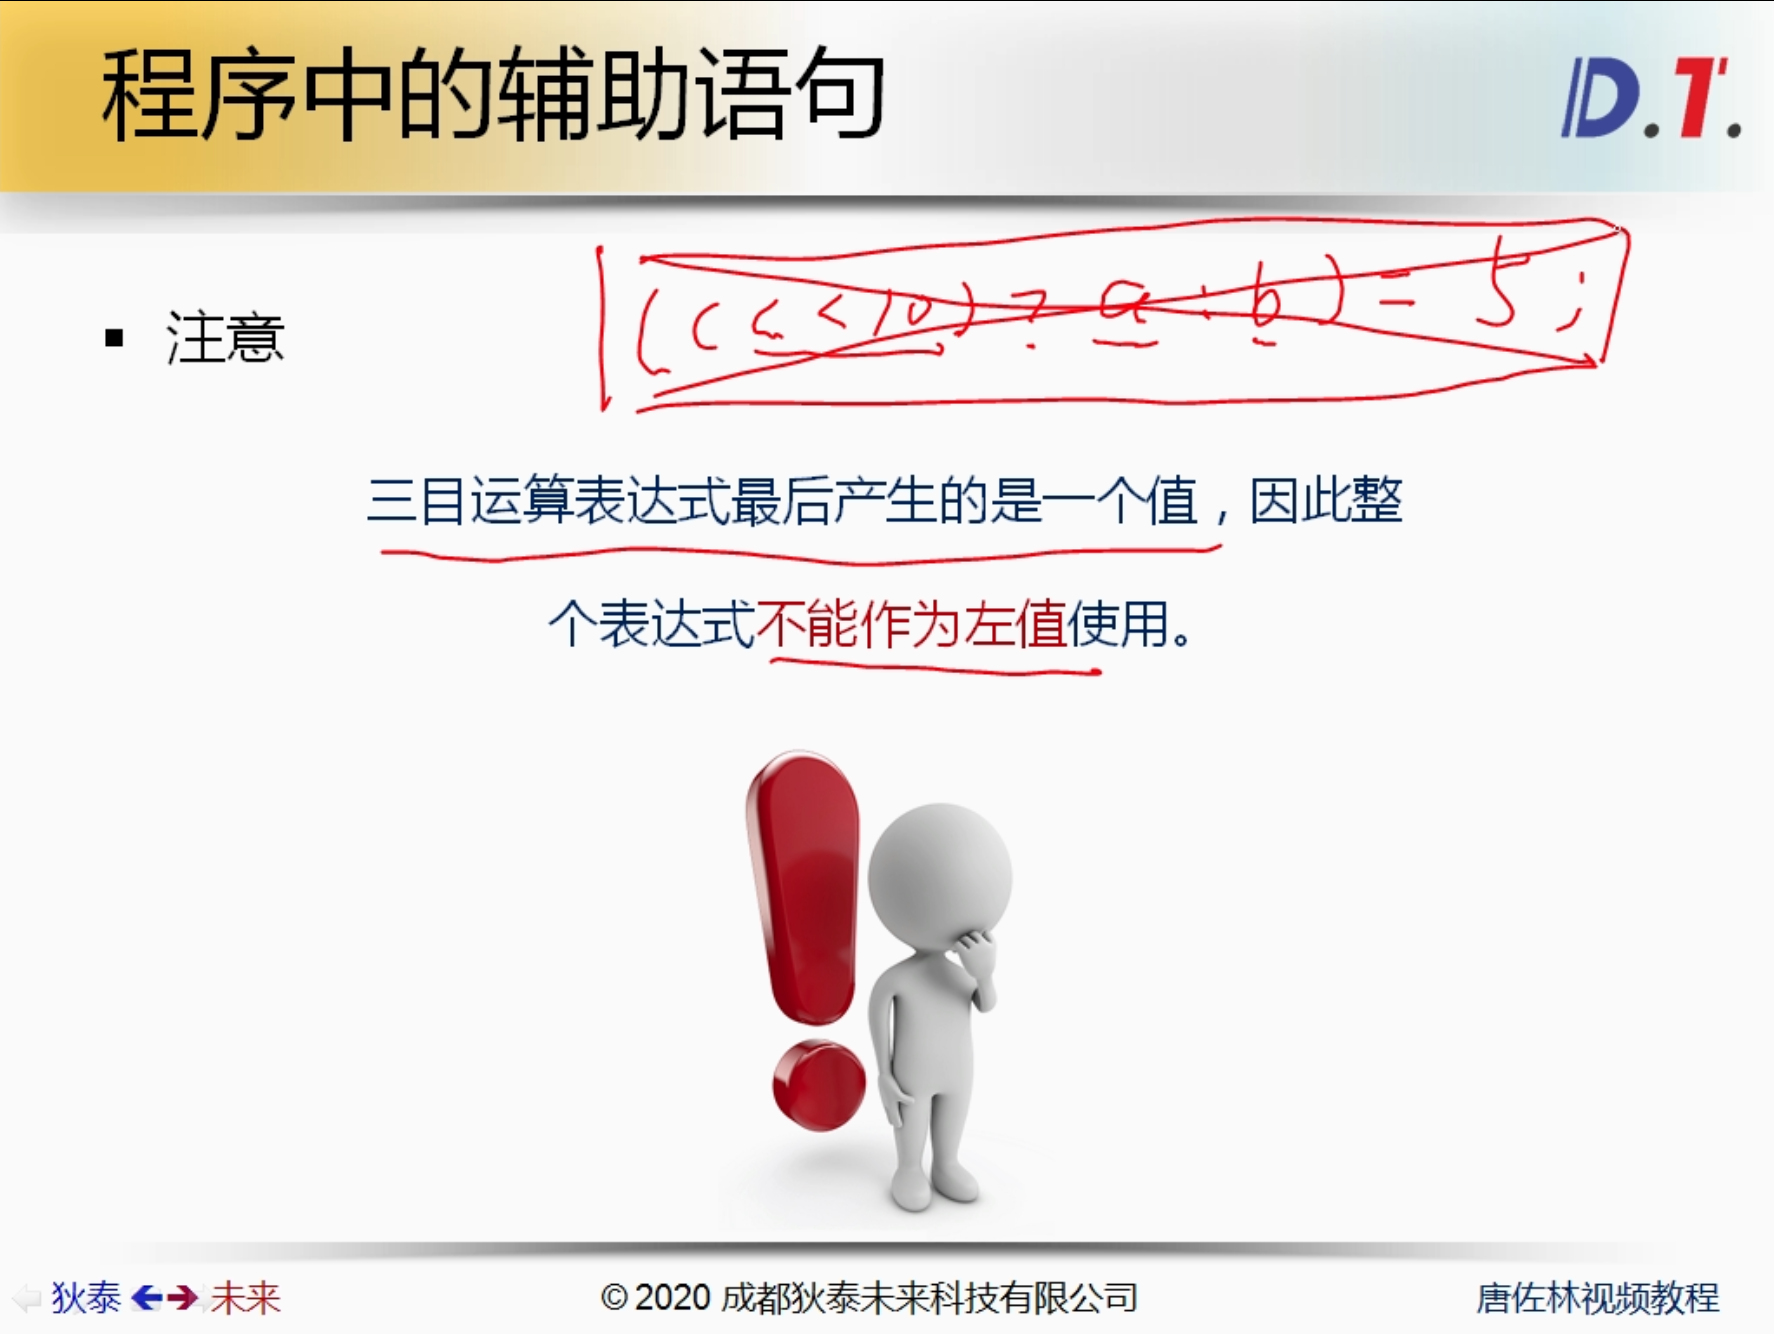 程序中的辅助语句
D.T.
((c < 10) ? a : b) = 5;
■ 注意
三目运算表达式最后产生的是一个值，因此整
个表达式不能作为左值使用。
狄泰 未来
© 2020 成都狄泰未来科技有限公司
唐佐林视频教程